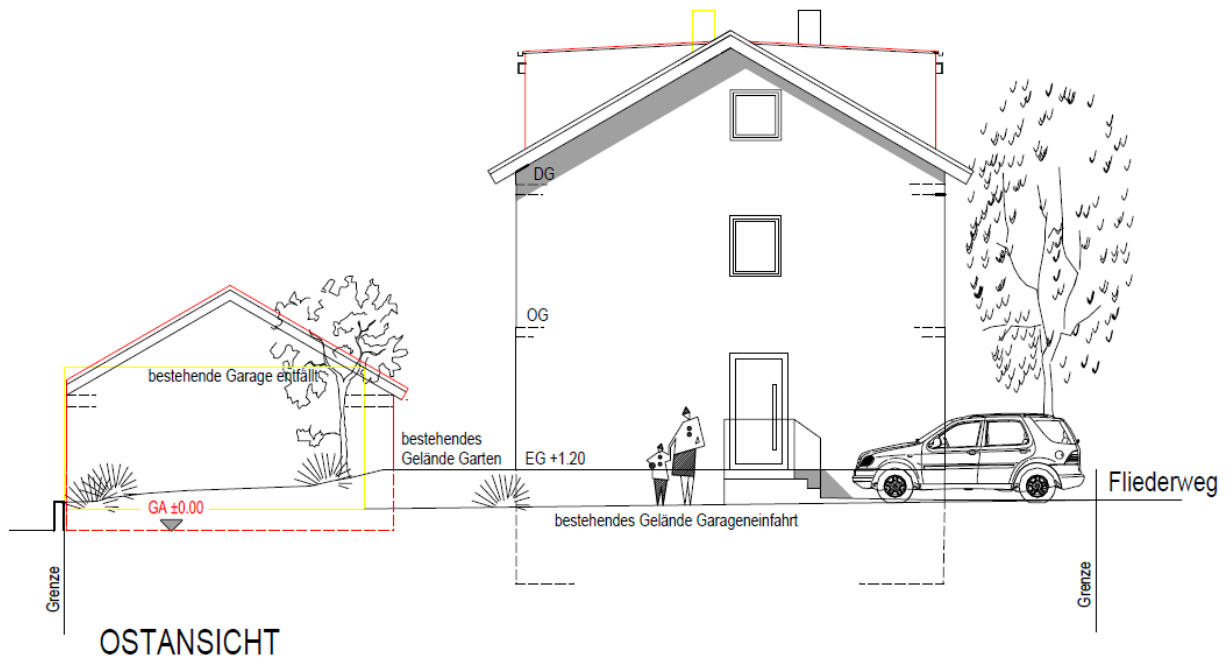 DG
OG
bestehende Garage entfällt
bestehendes
Gelände Garten
EG +1.20
Fliederweg
GA ±0.00
bestehendes Gelände Garageneinfahrt
Grenze
Grenze
OSTANSICHT